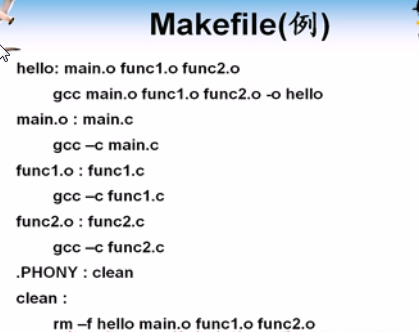 Makefile(例)
hello: main.o func1.o func2.o
gcc main.o func1.o func2.o -o hello
main.o : main.c
gcc –c main.c
func1.o : func1.c
gcc –c func1.c
func2.o : func2.c
gcc –c func2.c
.PHONY : clean
clean :
rm –f hello main.o func1.o func2.o